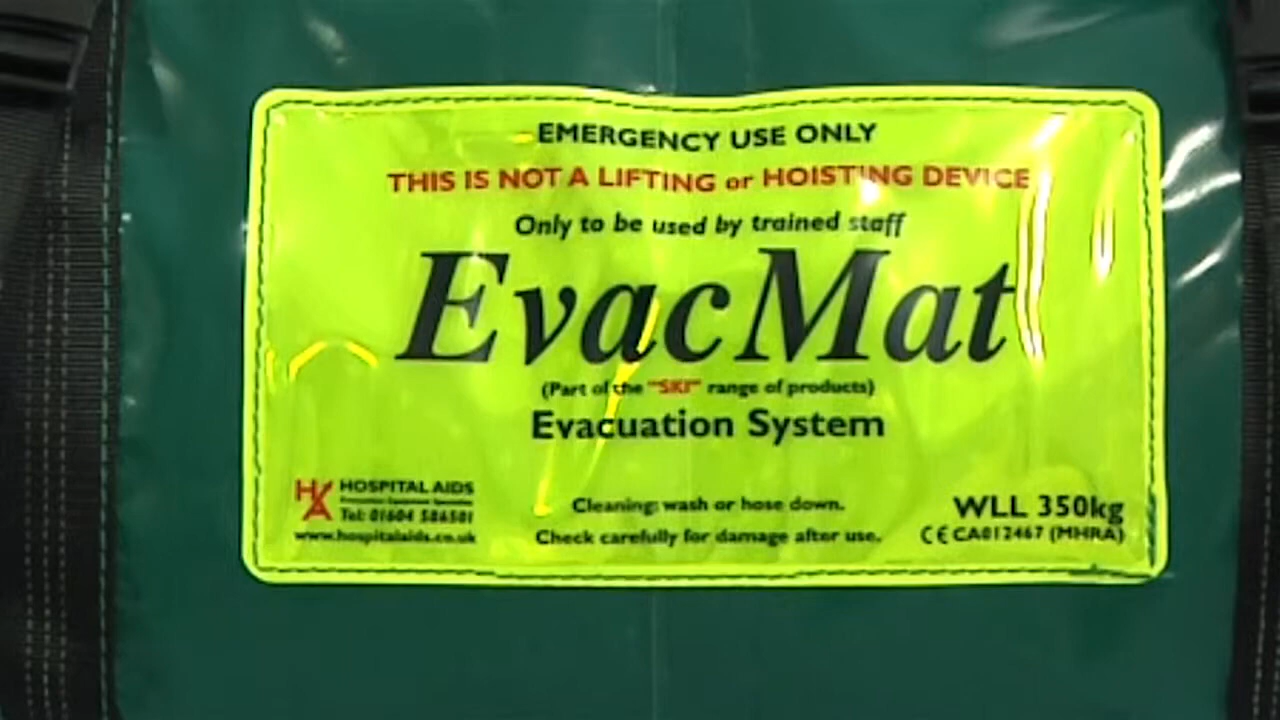 EMERGENCY USE ONLY
THIS IS NOT A LIFTING or HOISTING DEVICE
Only to be used by trained staff
EvacMat
(Part of the "SKI" range of products)
Evacuation System
HA HOSPITAL AIDS
Tel: 01604 586501
www.hospitalaids.co.uk
Cleaning: wash or hose down.
Check carefully for damage after use.
WLL 350kg
CE CA012467 (MHRA)